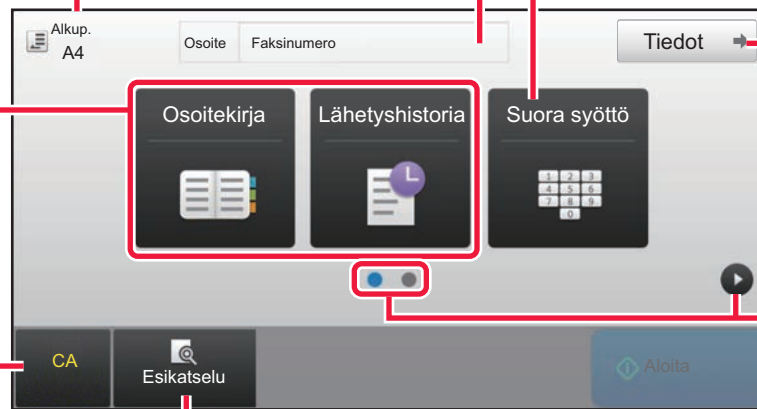 Alkup.
A4
Osoite Faksinumero
Tiedot
Osoitekirja
Lähetyshistoria
Suora syöttö
1 2 3
4 5 6
7 8 9
0
CA
Esikatselu
Aloita